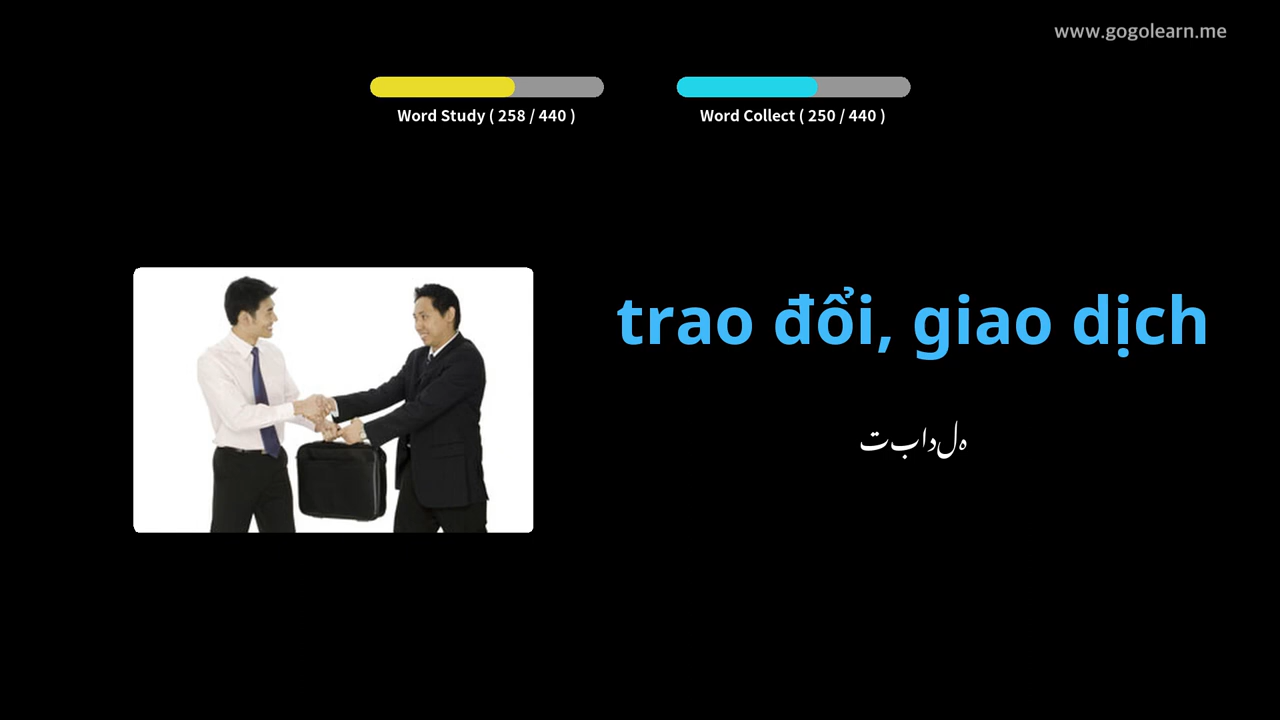 www.gogolearn.me
Word Study ( 258 / 440 )
Word Collect ( 250 / 440 )
trao đổi, giao dịch
تبادلہ